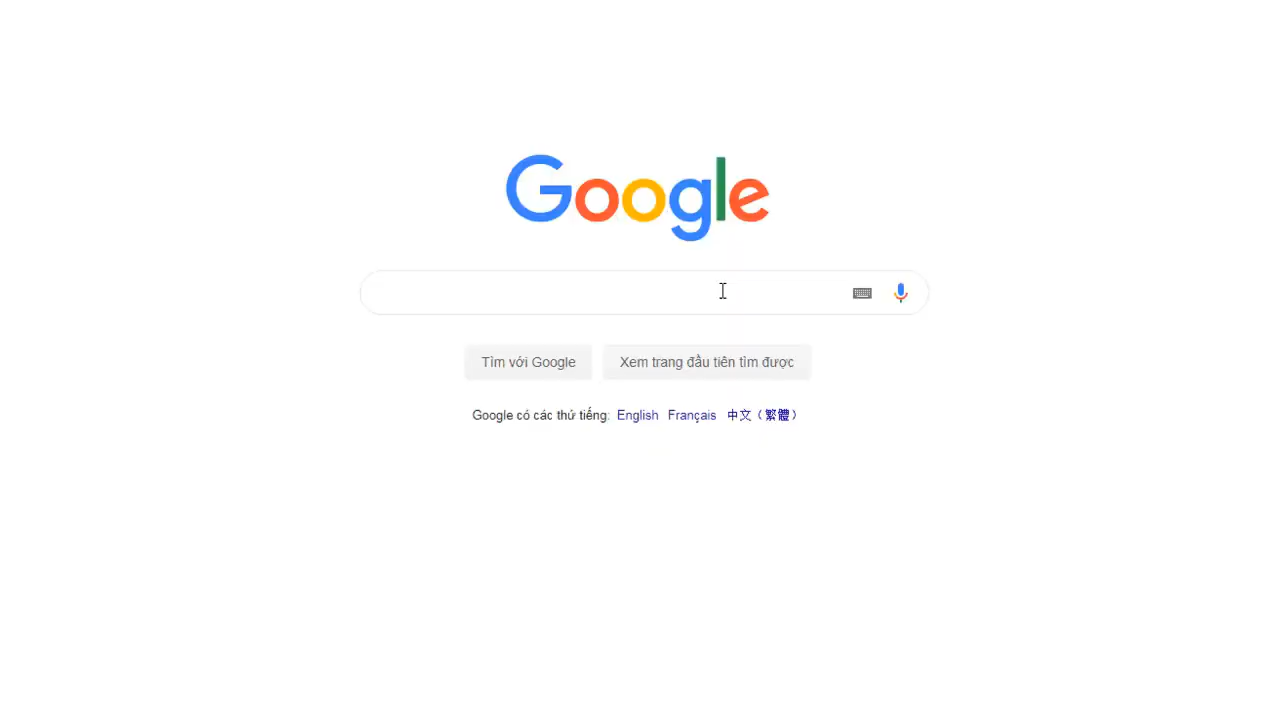 Google
Tìm với Google
Xem trang đầu tiên tìm được
Google có các thứ tiếng: English Français 中文（繁體）